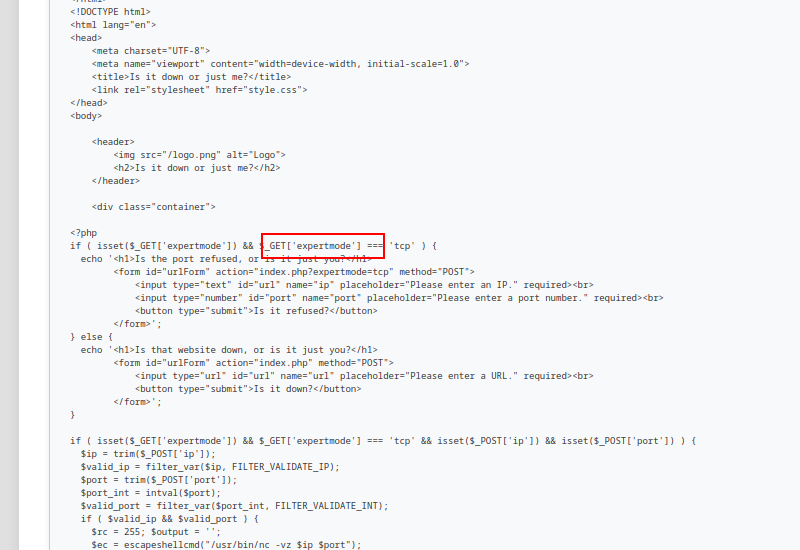 <!DOCTYPE html>
<html lang="en">
<head>
    <meta charset="UTF-8">
    <meta name="viewport" content="width=device-width, initial-scale=1.0">
    <title>Is it down or just me?</title>
    <link rel="stylesheet" href="style.css">
</head>
<body>

    <header>
        <img src="/logo.png" alt="Logo">
        <h2>Is it down or just me?</h2>
    </header>

    <div class="container">

<?php
if ( isset($_GET['expertmode']) && $_GET['expertmode'] === 'tcp' ) {
  echo '<h1>Is the port refused, or is it just you?</h1>
        <form id="urlForm" action="index.php?expertmode=tcp" method="POST">
            <input type="text" id="url" name="ip" placeholder="Please enter an IP." required><br>
            <input type="number" id="port" name="port" placeholder="Please enter a port number." required><br>
            <button type="submit">Is it refused?</button>
        </form>';
} else {
  echo '<h1>Is that website down, or is it just you?</h1>
        <form id="urlForm" action="index.php" method="POST">
            <input type="url" id="url" name="url" placeholder="Please enter a URL." required><br>
            <button type="submit">Is it down?</button>
        </form>';
}

if ( isset($_GET['expertmode']) && $_GET['expertmode'] === 'tcp' && isset($_POST['ip']) && isset($_POST['port']) ) {
  $ip = trim($_POST['ip']);
  $valid_ip = filter_var($ip, FILTER_VALIDATE_IP);
  $port = trim($_POST['port']);
  $port_int = intval($port);
  $valid_port = filter_var($port_int, FILTER_VALIDATE_INT);
  if ( $valid_ip && $valid_port ) {
    $rc = 255; $output = '';
    $ec = escapeshellcmd("/usr/bin/nc -vz $ip $port");